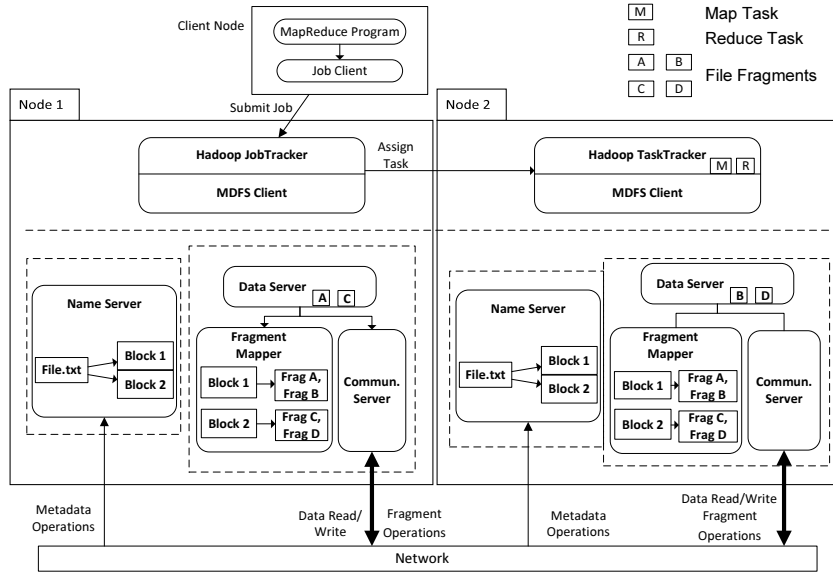 Client Node
MapReduce Program
Job Client
M Map Task
R Reduce Task
A B
File Fragments
C D
Submit Job
Node 1
Hadoop JobTracker
MDFS Client
Assign
Task
Node 2
Hadoop TaskTracker
M R
MDFS Client
Name Server
File.txt
Block 1
Block 2
Data Server
A C
Fragment
Mapper
Block 1
Frag A,
Frag B
Block 2
Frag C,
Frag D
Commun.
Server
Name Server
File.txt
Block 1
Block 2
Data Server
B D
Fragment
Mapper
Block 1
Frag A,
Frag B
Block 2
Frag C,
Frag D
Commun.
Server
Metadata
Operations
Data Read/
Write
Fragment
Operations
Metadata
Operations
Data Read/Write
Fragment
Operations
Network